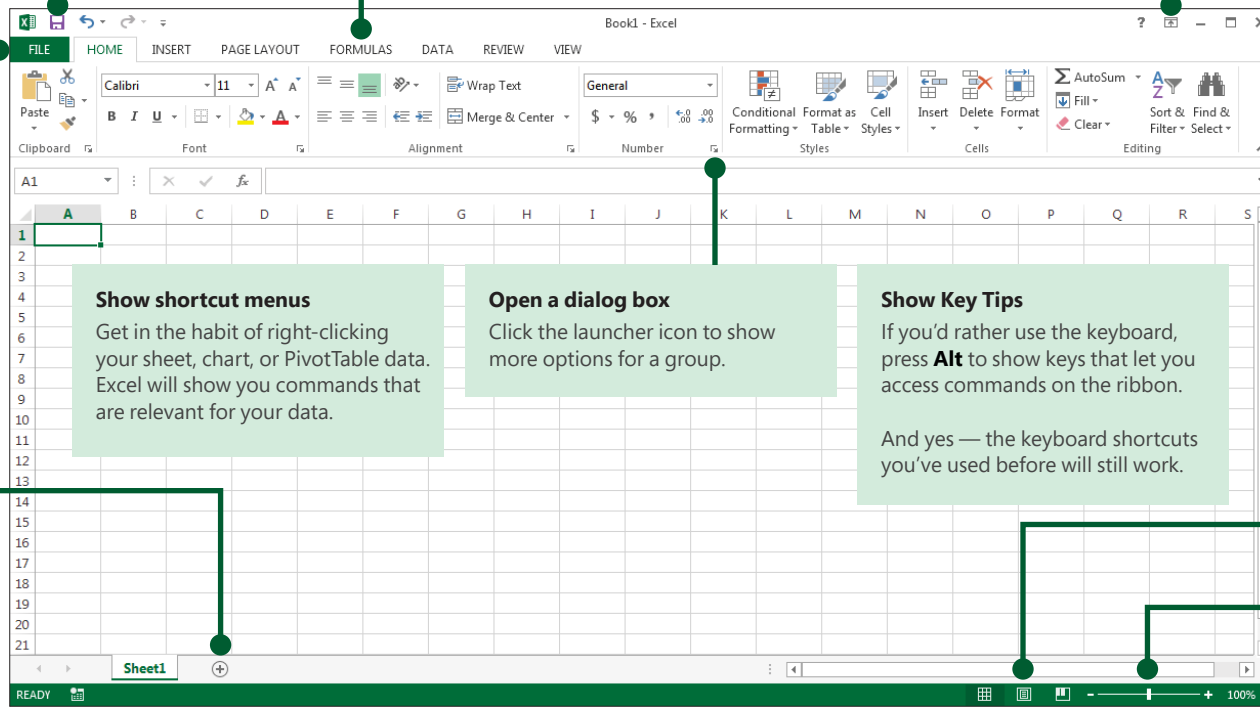 Book1 - Excel
?
FILE HOME INSERT PAGE LAYOUT FORMULAS DATA REVIEW VIEW
Calibri 11 A A Wrap Text General AutoSum
Paste Fill
B I U A Merge & Center $ % , .00 .0 Conditional Format as Cell Insert Delete Format Sort & Find &
Formatting Table Styles Clear Filter Select
Clipboard Font Alignment Number Styles Cells Editing
A1 fx
A B C D E F G H I J K L M N O P Q R S
1
2
3
4
5
6
7
8
9
10
11
12
13
14
15
16
17
18
19
20
21
Show shortcut menus
Get in the habit of right-clicking
your sheet, chart, or PivotTable data.
Excel will show you commands that
are relevant for your data.
Open a dialog box
Click the launcher icon to show
more options for a group.
Show Key Tips
If you’d rather use the keyboard,
press Alt to show keys that let you
access commands on the ribbon.
And yes — the keyboard shortcuts
you’ve used before will still work.
Sheet1
READY 100%